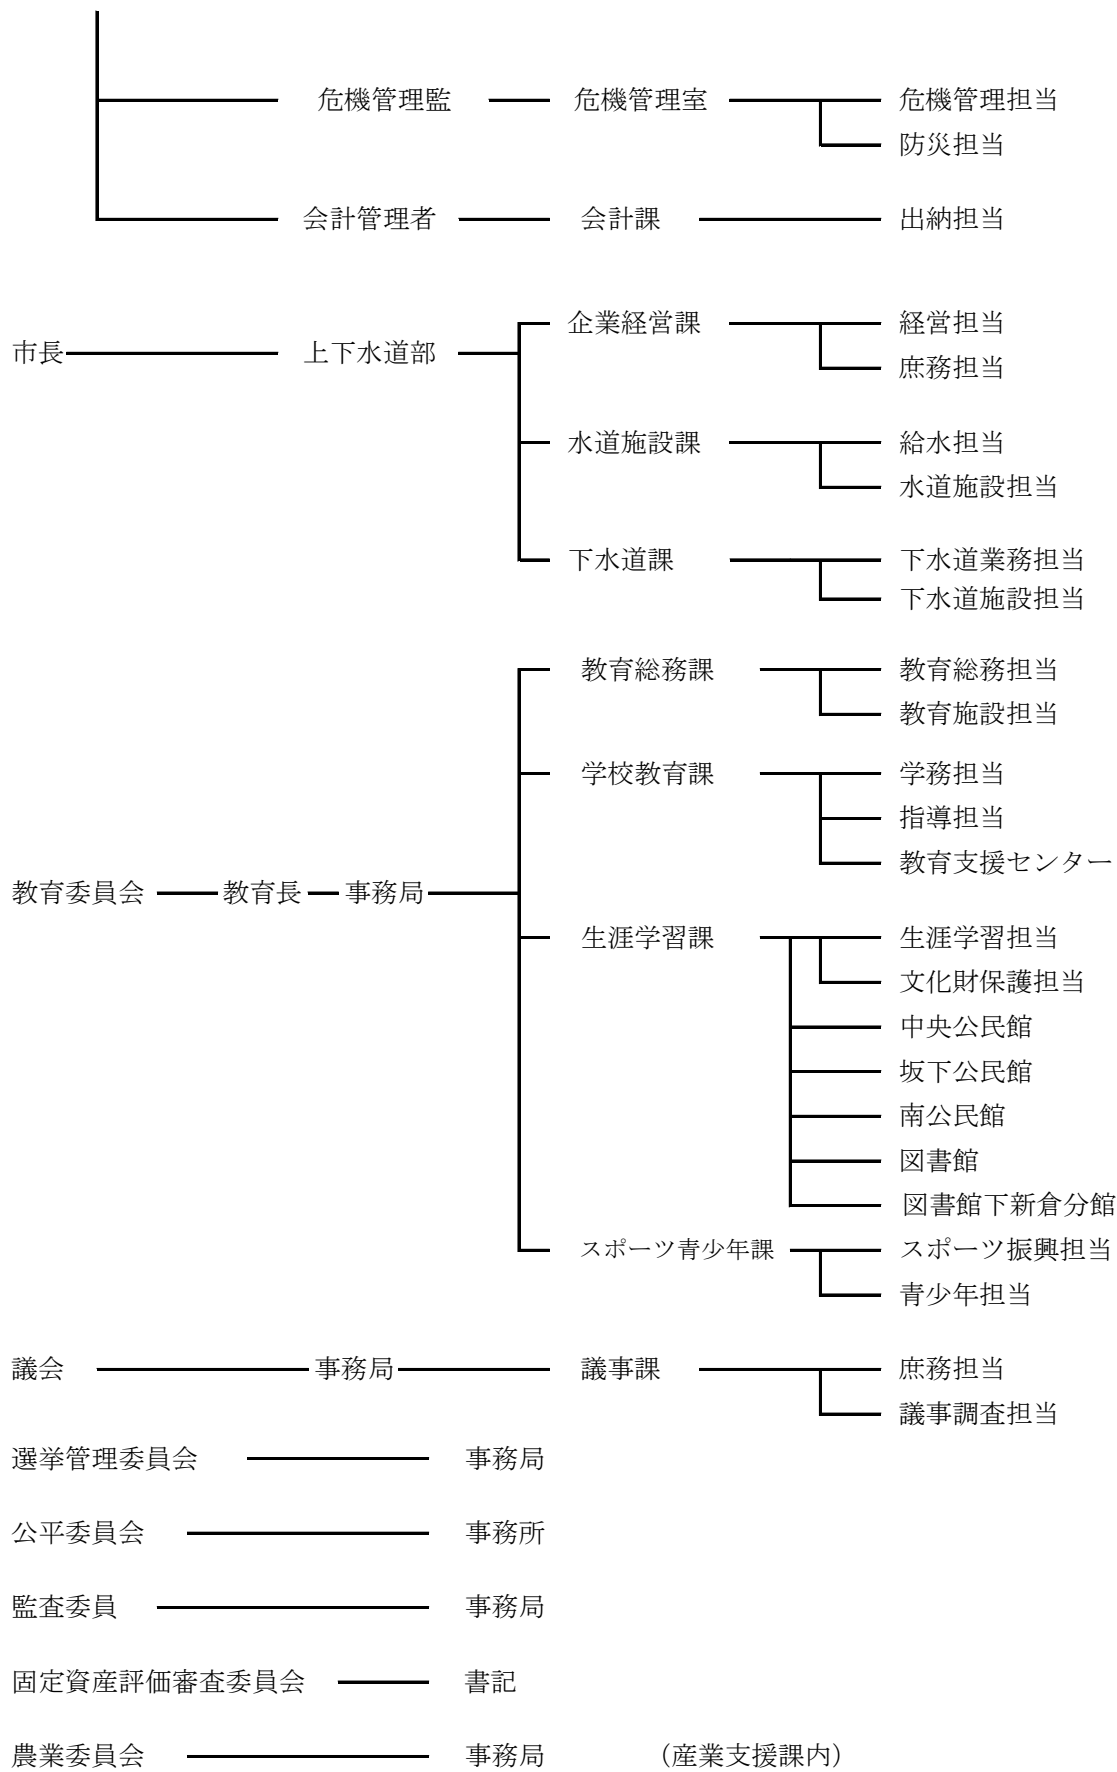 危機管理監 危機管理室 危機管理担当
防災担当
会計管理者 会計課 出納担当
企業経営課 経営担当
市長 上下水道部
庶務担当
水道施設課 給水担当
水道施設担当
下水道課 下水道業務担当
下水道施設担当
教育総務課 教育総務担当
教育施設担当
学校教育課 学務担当
指導担当
教育支援センター
教育委員会 教育長 事務局
生涯学習課 生涯学習担当
文化財保護担当
中央公民館
坂下公民館
南公民館
図書館
図書館下新倉分館
スポーツ青少年課 スポーツ振興担当
青少年担当
議会 事務局 議事課 庶務担当
議事調査担当
選挙管理委員会 事務局
公平委員会 事務所
監査委員 事務局
固定資産評価審査委員会 書記
農業委員会 事務局 （産業支援課内）